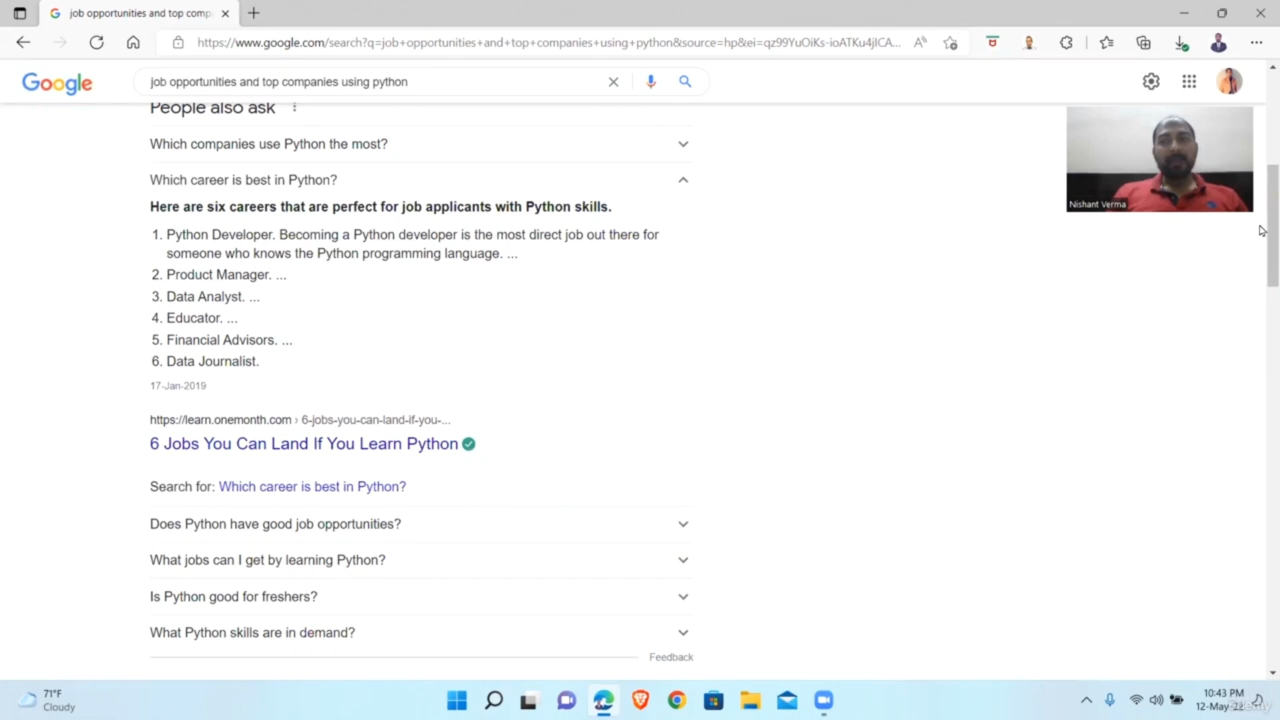 job opportunities and top comp
https://www.google.com/search?q=job+opportunities+and+top+companies+using+python&source=hp&ei=qz99YuOiKs-ioATKu4jICA...
Google
job opportunities and top companies using python
People also ask
Which companies use Python the most?
Which career is best in Python?
Here are six careers that are perfect for job applicants with Python skills.
1. Python Developer. Becoming a Python developer is the most direct job out there for
someone who knows the Python programming language. ...
2. Product Manager. ...
3. Data Analyst. ...
4. Educator. ...
5. Financial Advisors. ...
6. Data Journalist.
17-Jan-2019
https://learn.onemonth.com › 6-jobs-you-can-land-if-you-...
6 Jobs You Can Land If You Learn Python
Search for: Which career is best in Python?
Does Python have good job opportunities?
What jobs can I get by learning Python?
Is Python good for freshers?
What Python skills are in demand?
Feedback
Nishant Verma
71°F
Cloudy
10:43 PM
12-May-22
Udemy